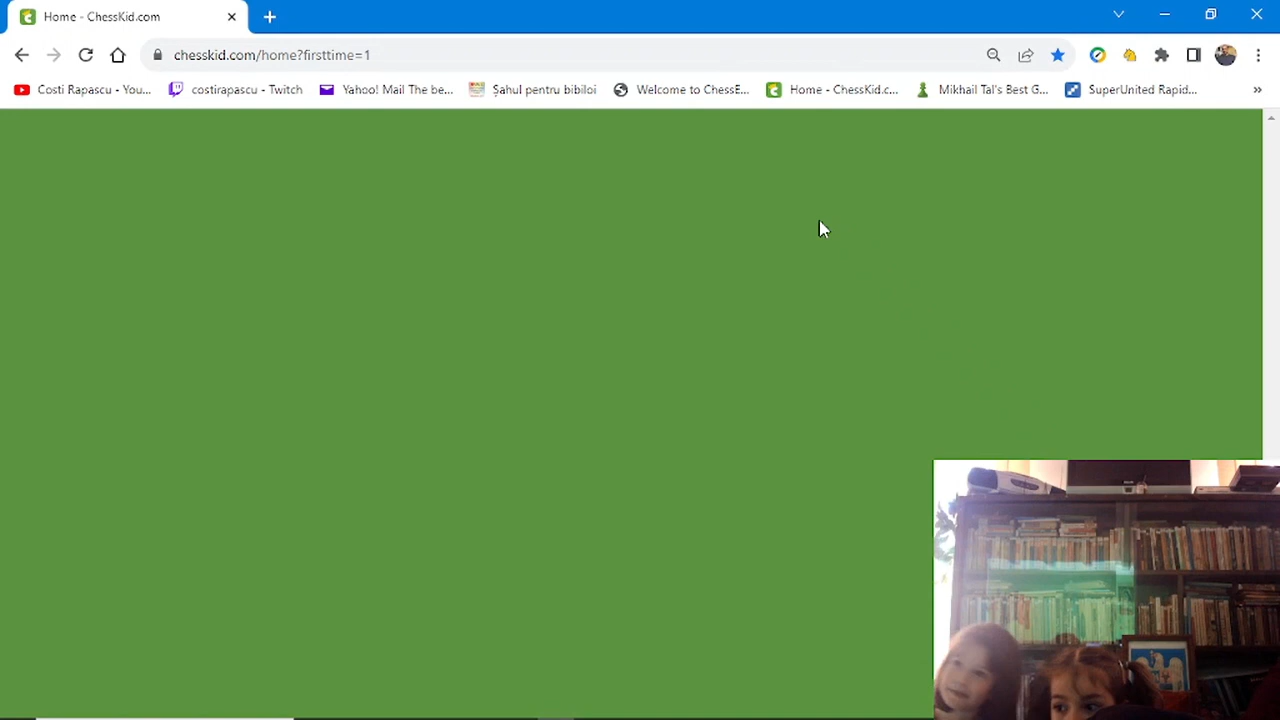 Home - ChessKid.com
chesskid.com/home?firsttime=1
Costi Rapascu - You...
costirapascu - Twitch
Yahoo! Mail The be...
Șahul pentru bibiloi
Welcome to ChessE...
Home - ChessKid.c...
Mikhail Tal's Best G...
SuperUnited Rapid...
»